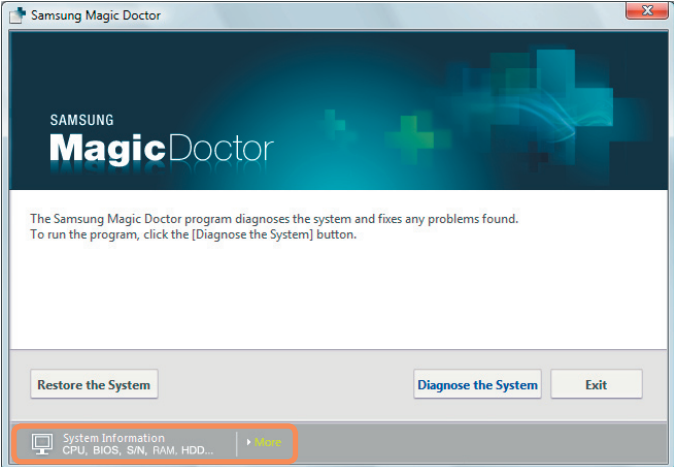 Samsung Magic Doctor
SAMSUNG
MagicDoctor
The Samsung Magic Doctor program diagnoses the system and fixes any problems found.
To run the program, click the [Diagnose the System] button.
Restore the System
Diagnose the System
Exit
System Information
CPU, BIOS, S/N, RAM, HDD...
More